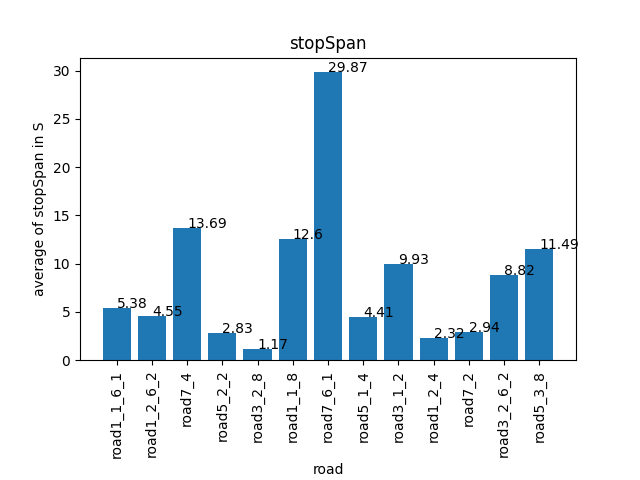 stopSpan
average of stopSpan in S
30
25
20
15
10
5
0
5.38
4.55
13.69
2.83
1.17
12.6
29.87
4.41
9.93
2.32
2.94
8.82
11.49
road1_1_6_1
road1_2_6_2
road7_4
road5_2_2
road3_2_8
road1_1_8
road7_6_1
road5_1_4
road3_1_2
road1_2_4
road7_2
road3_2_6_2
road5_3_8
road